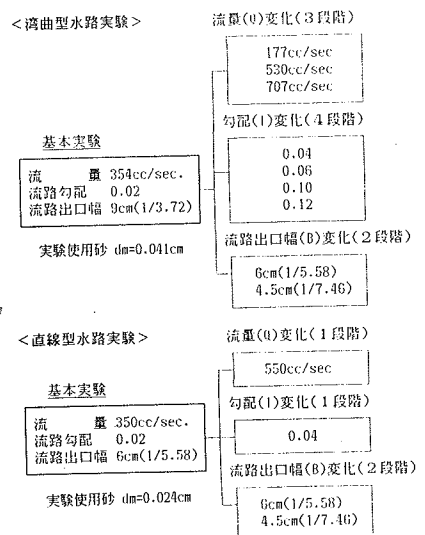 <湾曲型水路実験>
流量(Q)変化(3段階)
177cc/sec
530cc/sec
707cc/sec
勾配(I)変化(4段階)
0.04
0.06
0.10
0.12
基本実験
流　　量 354cc/sec.
流路勾配 0.02
流路出口幅 9cm(1/3.72)
実験使用砂 dm=0.041cm
流路出口幅(B)変化(2段階)
6cm(1/5.58)
4.5cm(1/7.46)
<直線型水路実験>
流量(Q)変化(1段階)
550cc/sec
基本実験
流　　量 350cc/sec.
流路勾配 0.02
流路出口幅 6cm(1/5.58)
実験使用砂 dm=0.024cm
勾配(I)変化(1段階)
0.04
流路出口幅(B)変化(2段階)
6cm(1/5.58)
4.5cm(1/7.46)